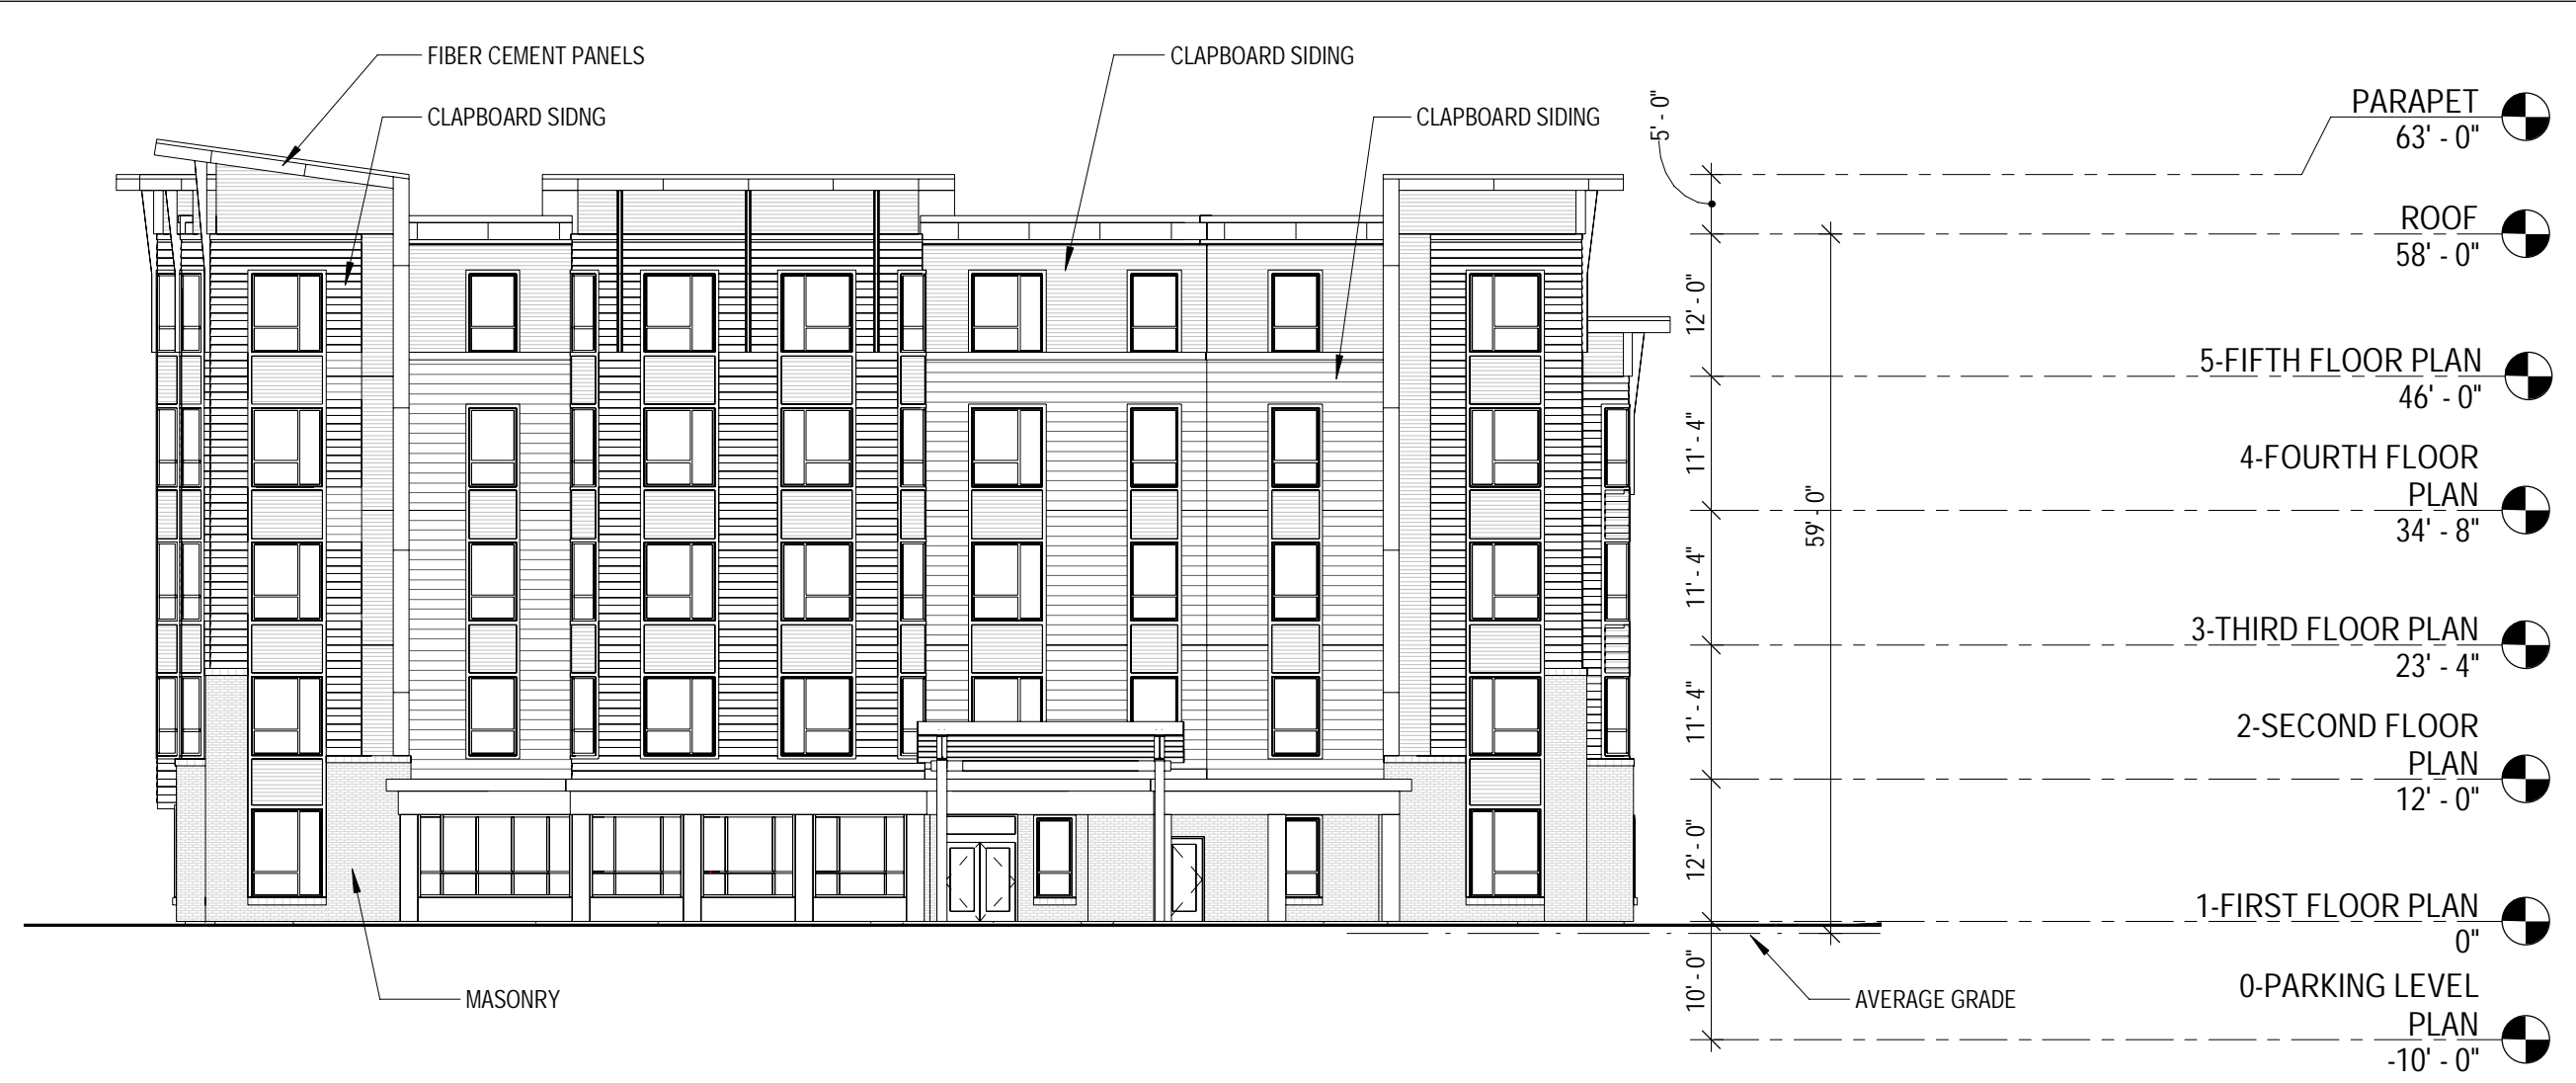 FIBER CEMENT PANELS
CLAPBOARD SIDNG
CLAPBOARD SIDING
CLAPBOARD SIDING
MASONRY
AVERAGE GRADE
5' - 0"
12' - 0"
11' - 4"
11' - 4"
11' - 4"
12' - 0"
10' - 0"
59' - 0"
PARAPET
63' - 0"
ROOF
58' - 0"
5-FIFTH FLOOR PLAN
46' - 0"
4-FOURTH FLOOR
PLAN
34' - 8"
3-THIRD FLOOR PLAN
23' - 4"
2-SECOND FLOOR
PLAN
12' - 0"
1-FIRST FLOOR PLAN
0"
0-PARKING LEVEL
PLAN
-10' - 0"